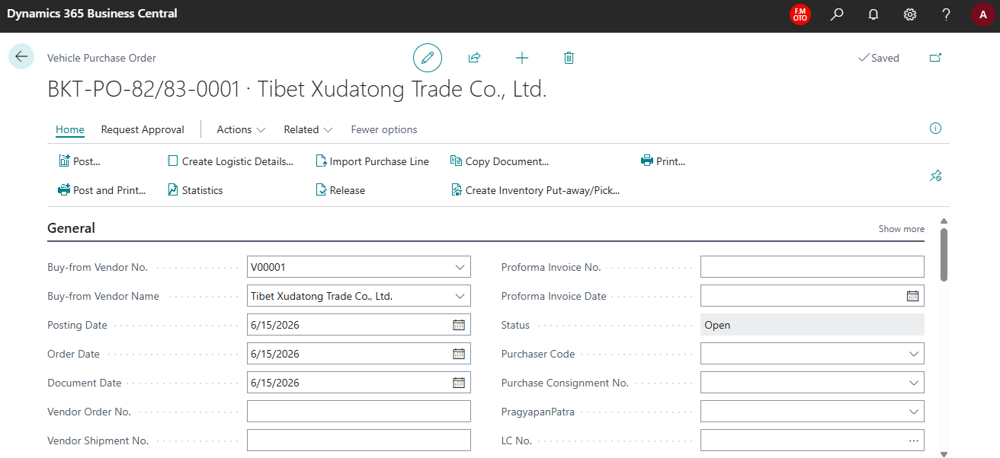 Dynamics 365 Business Central
F.M
OTO
?
A
Vehicle Purchase Order
Saved
BKT-PO-82/83-0001 · Tibet Xudatong Trade Co., Ltd.
Home Request Approval Actions Related Fewer options
Post... Create Logistic Details... Import Purchase Line Copy Document... Print...
Post and Print... Statistics Release Create Inventory Put-away/Pick...
General Show more
Buy-from Vendor No. V00001
Buy-from Vendor Name Tibet Xudatong Trade Co., Ltd.
Posting Date 6/15/2026
Order Date 6/15/2026
Document Date 6/15/2026
Vendor Order No.
Vendor Shipment No.
Proforma Invoice No.
Proforma Invoice Date
Status Open
Purchaser Code
Purchase Consignment No.
PragyapanPatra
LC No.